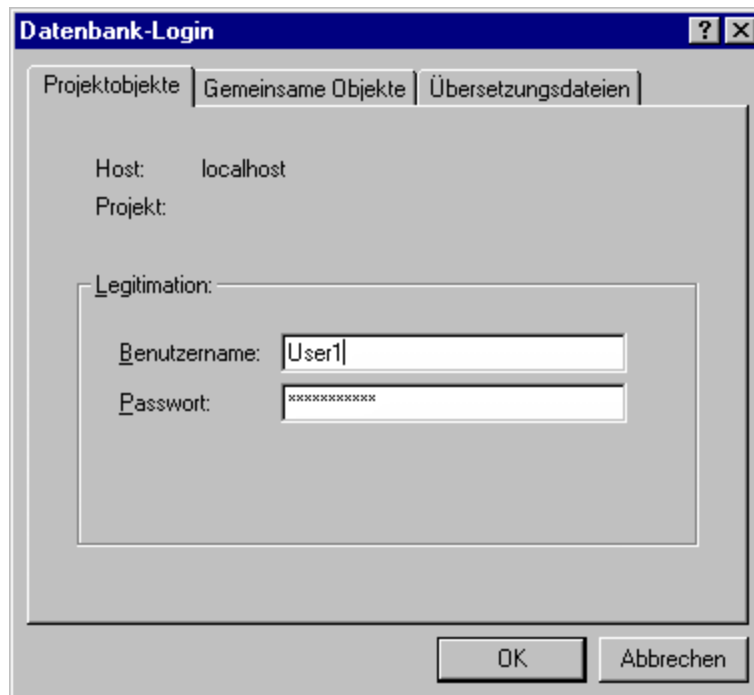 Datenbank-Login
Projektobjekte Gemeinsame Objekte Übersetzungsdateien
Host: localhost
Projekt:
Legitimation:
Benutzername: User1
Passwort: ***********
OK Abbrechen